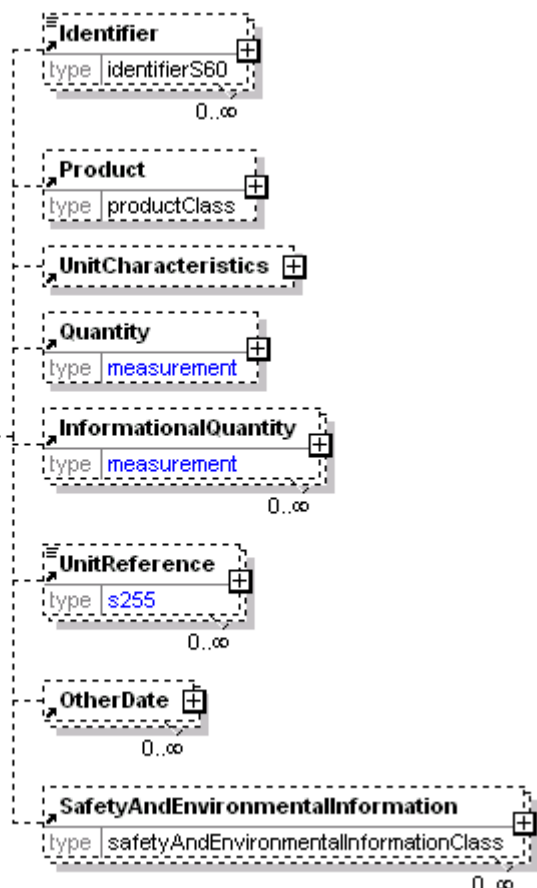 Identifier
type identifierS60
0..∞
Product
type productClass
UnitCharacteristics
Quantity
type measurement
InformationalQuantity
type measurement
0..∞
UnitReference
type s255
0..∞
OtherDate
0..∞
SafetyAndEnvironmentalInformation
type safetyAndEnvironmentalInformationClass
0..∞